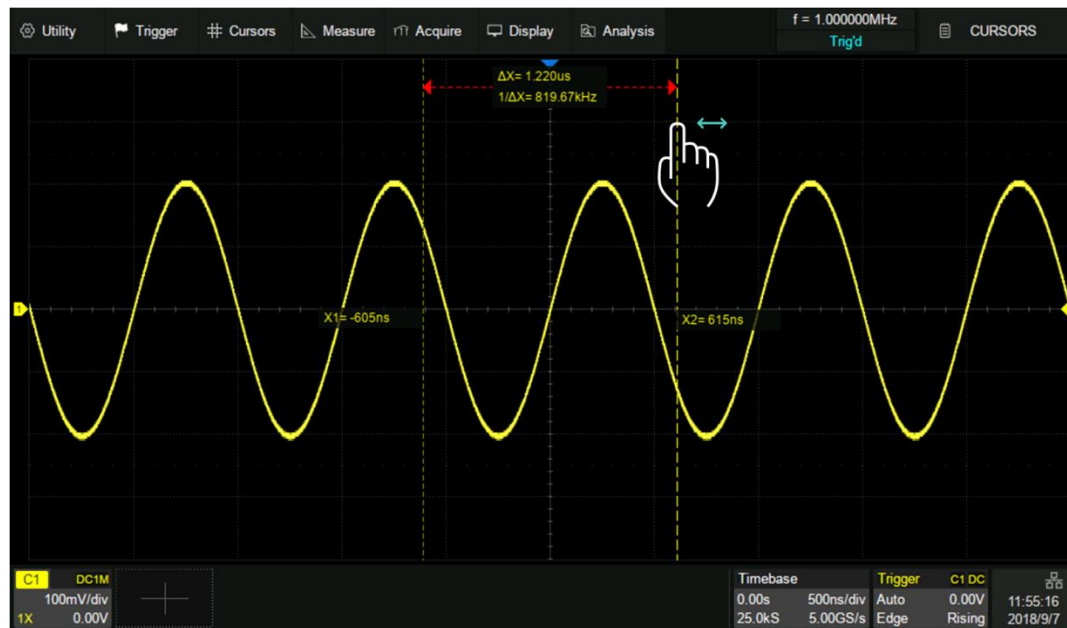 Utility Trigger Cursors Measure Acquire Display Analysis
f = 1.000000MHz
Trig'd
CURSORS
ΔX= 1.220us
1/ΔX= 819.67kHz
1
X1= -605ns
X2= 615ns
C1 DC1M
100mV/div
1X 0.00V
Timebase
0.00s 500ns/div
25.0kS 5.00GS/s
Trigger C1 DC
Auto 0.00V
Edge Rising
11:55:16
2018/9/7